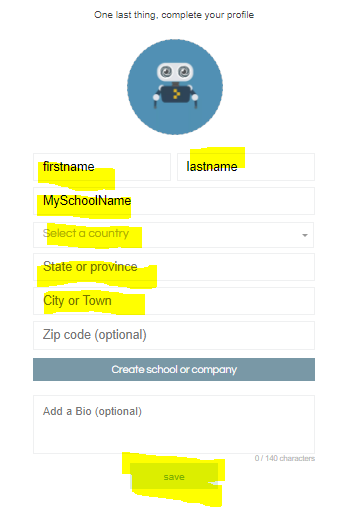 One last thing, complete your profile
firstname lastname
MySchoolName
Select a country
State or province
City or Town
Zip code (optional)
Create school or company
Add a Bio (optional)
0 / 140 characters
save